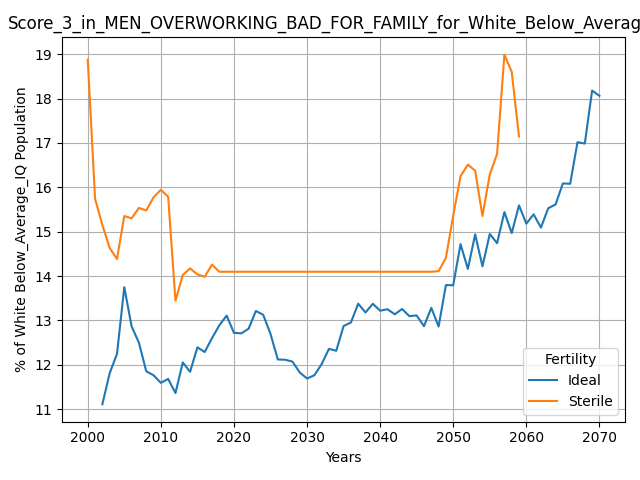 Score_3_in_MEN_OVERWORKING_BAD_FOR_FAMILY_for_White_Below_Averag
% of White Below_Average_IQ Population
19
18
17
16
15
14
13
12
11
2000 2010 2020 2030 2040 2050 2060 2070
Years
Fertility
Ideal
Sterile